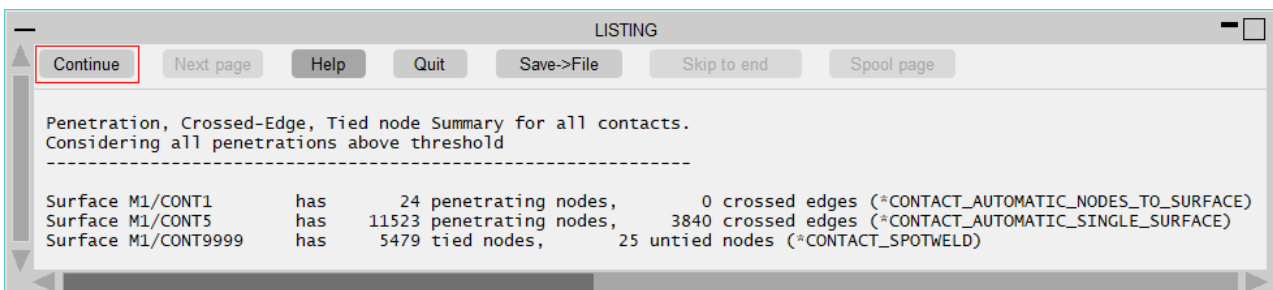 LISTING
Continue Next page Help Quit Save->File Skip to end Spool page
Penetration, Crossed-Edge, Tied node Summary for all contacts.
Considering all penetrations above threshold
----------------------------------------------------------------
Surface M1/CONT1 has 24 penetrating nodes, 0 crossed edges (*CONTACT_AUTOMATIC_NODES_TO_SURFACE)
Surface M1/CONT5 has 11523 penetrating nodes, 3840 crossed edges (*CONTACT_AUTOMATIC_SINGLE_SURFACE)
Surface M1/CONT9999 has 5479 tied nodes, 25 untied nodes (*CONTACT_SPOTWELD)